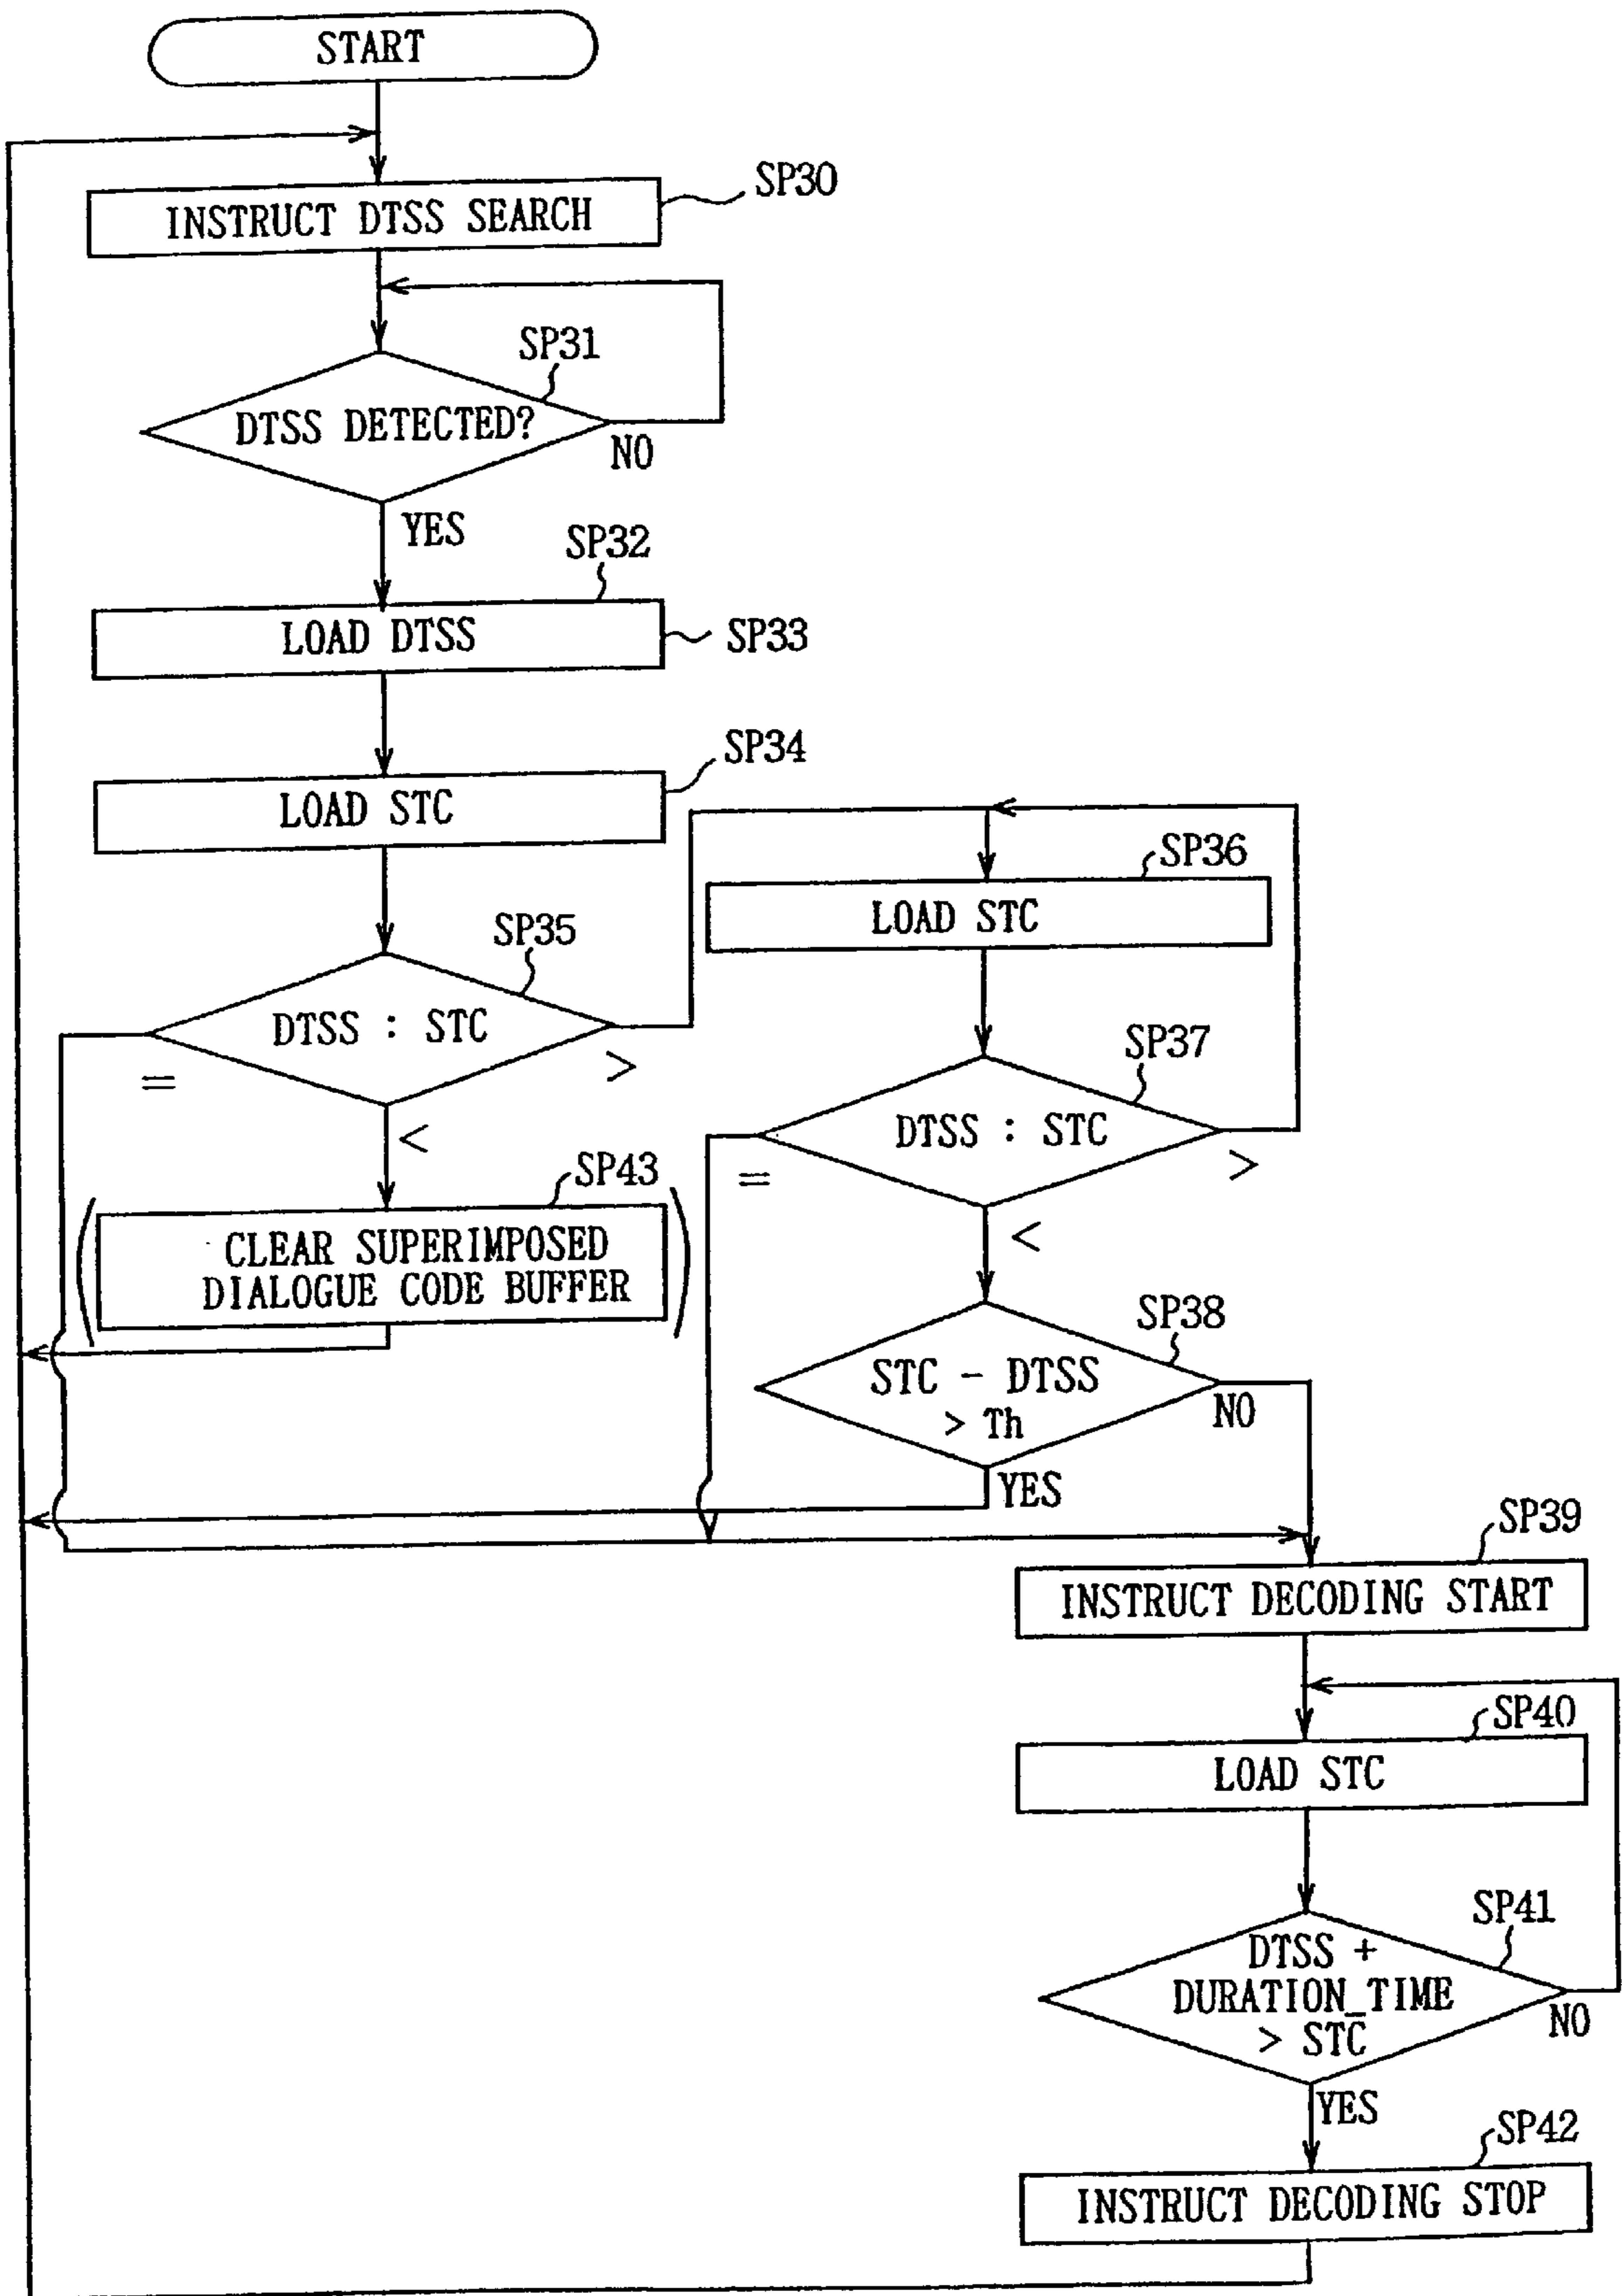 START
SP30
INSTRUCT DTSS SEARCH
SP31
DTSS DETECTED?
NO
YES
SP32
LOAD DTSS
SP33
SP34
LOAD STC
SP36
LOAD STC
SP35
DTSS : STC
=
>
<
SP37
DTSS : STC
=
>
<
SP43
CLEAR SUPERIMPOSED
DIALOGUE CODE BUFFER
SP38
STC - DTSS
> Th
NO
YES
SP39
INSTRUCT DECODING START
SP40
LOAD STC
SP41
DTSS +
DURATION_TIME
> STC
NO
YES
SP42
INSTRUCT DECODING STOP